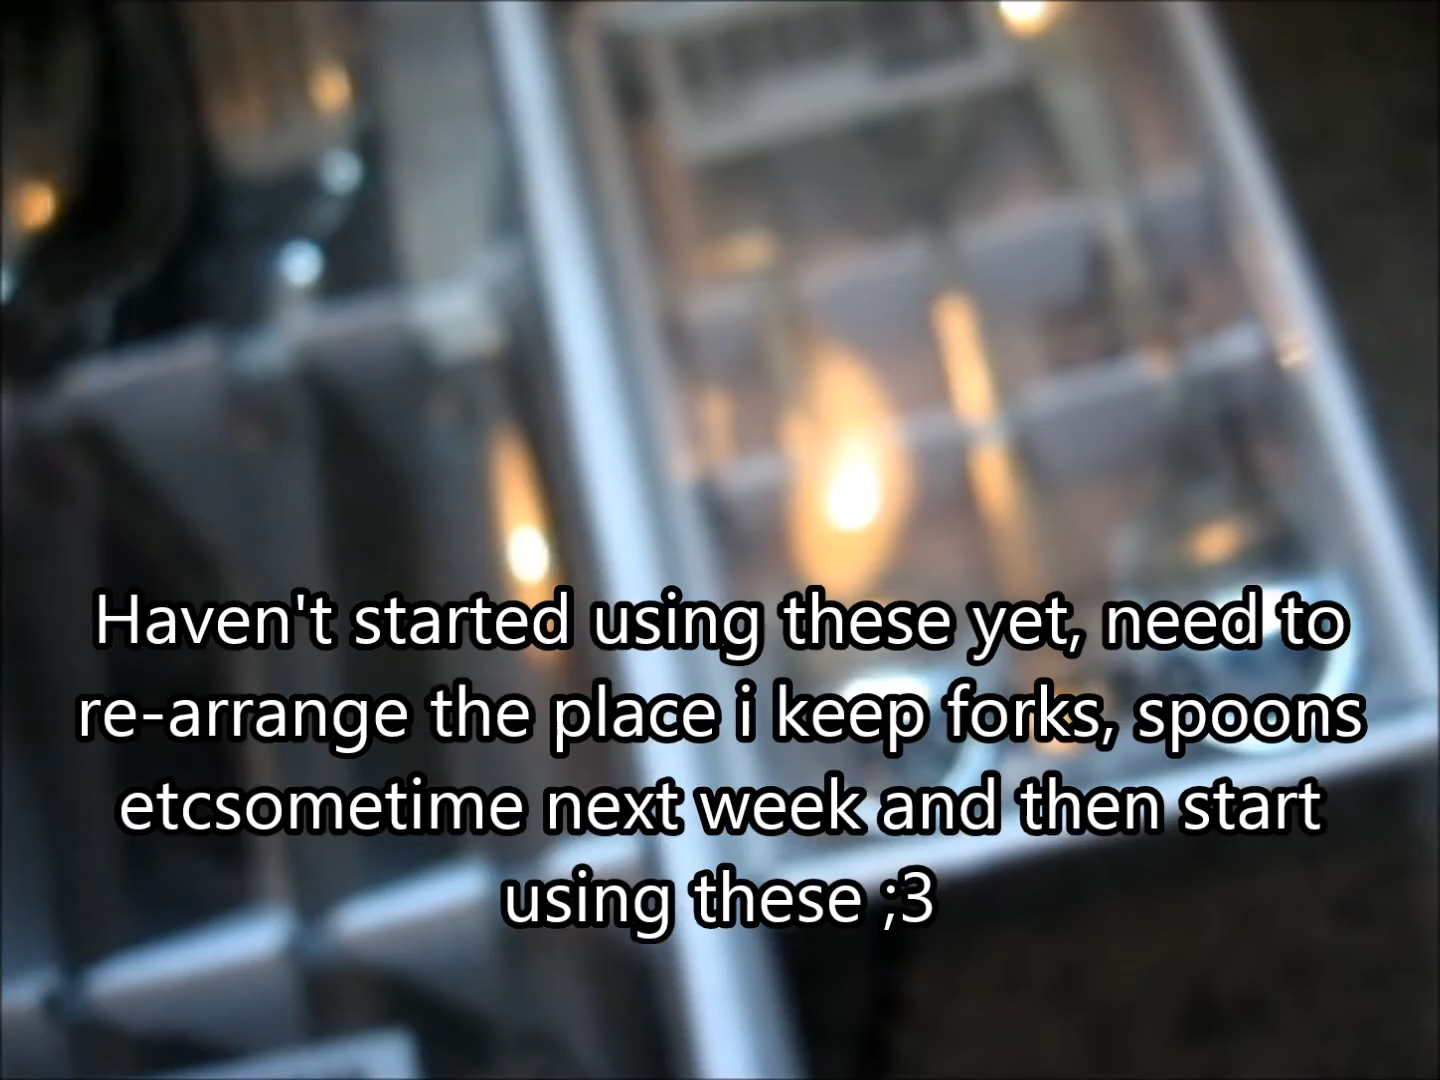 Haven't started using these yet, need to
re-arrange the place i keep forks, spoons
etcsometime next week and then start
using these ;3